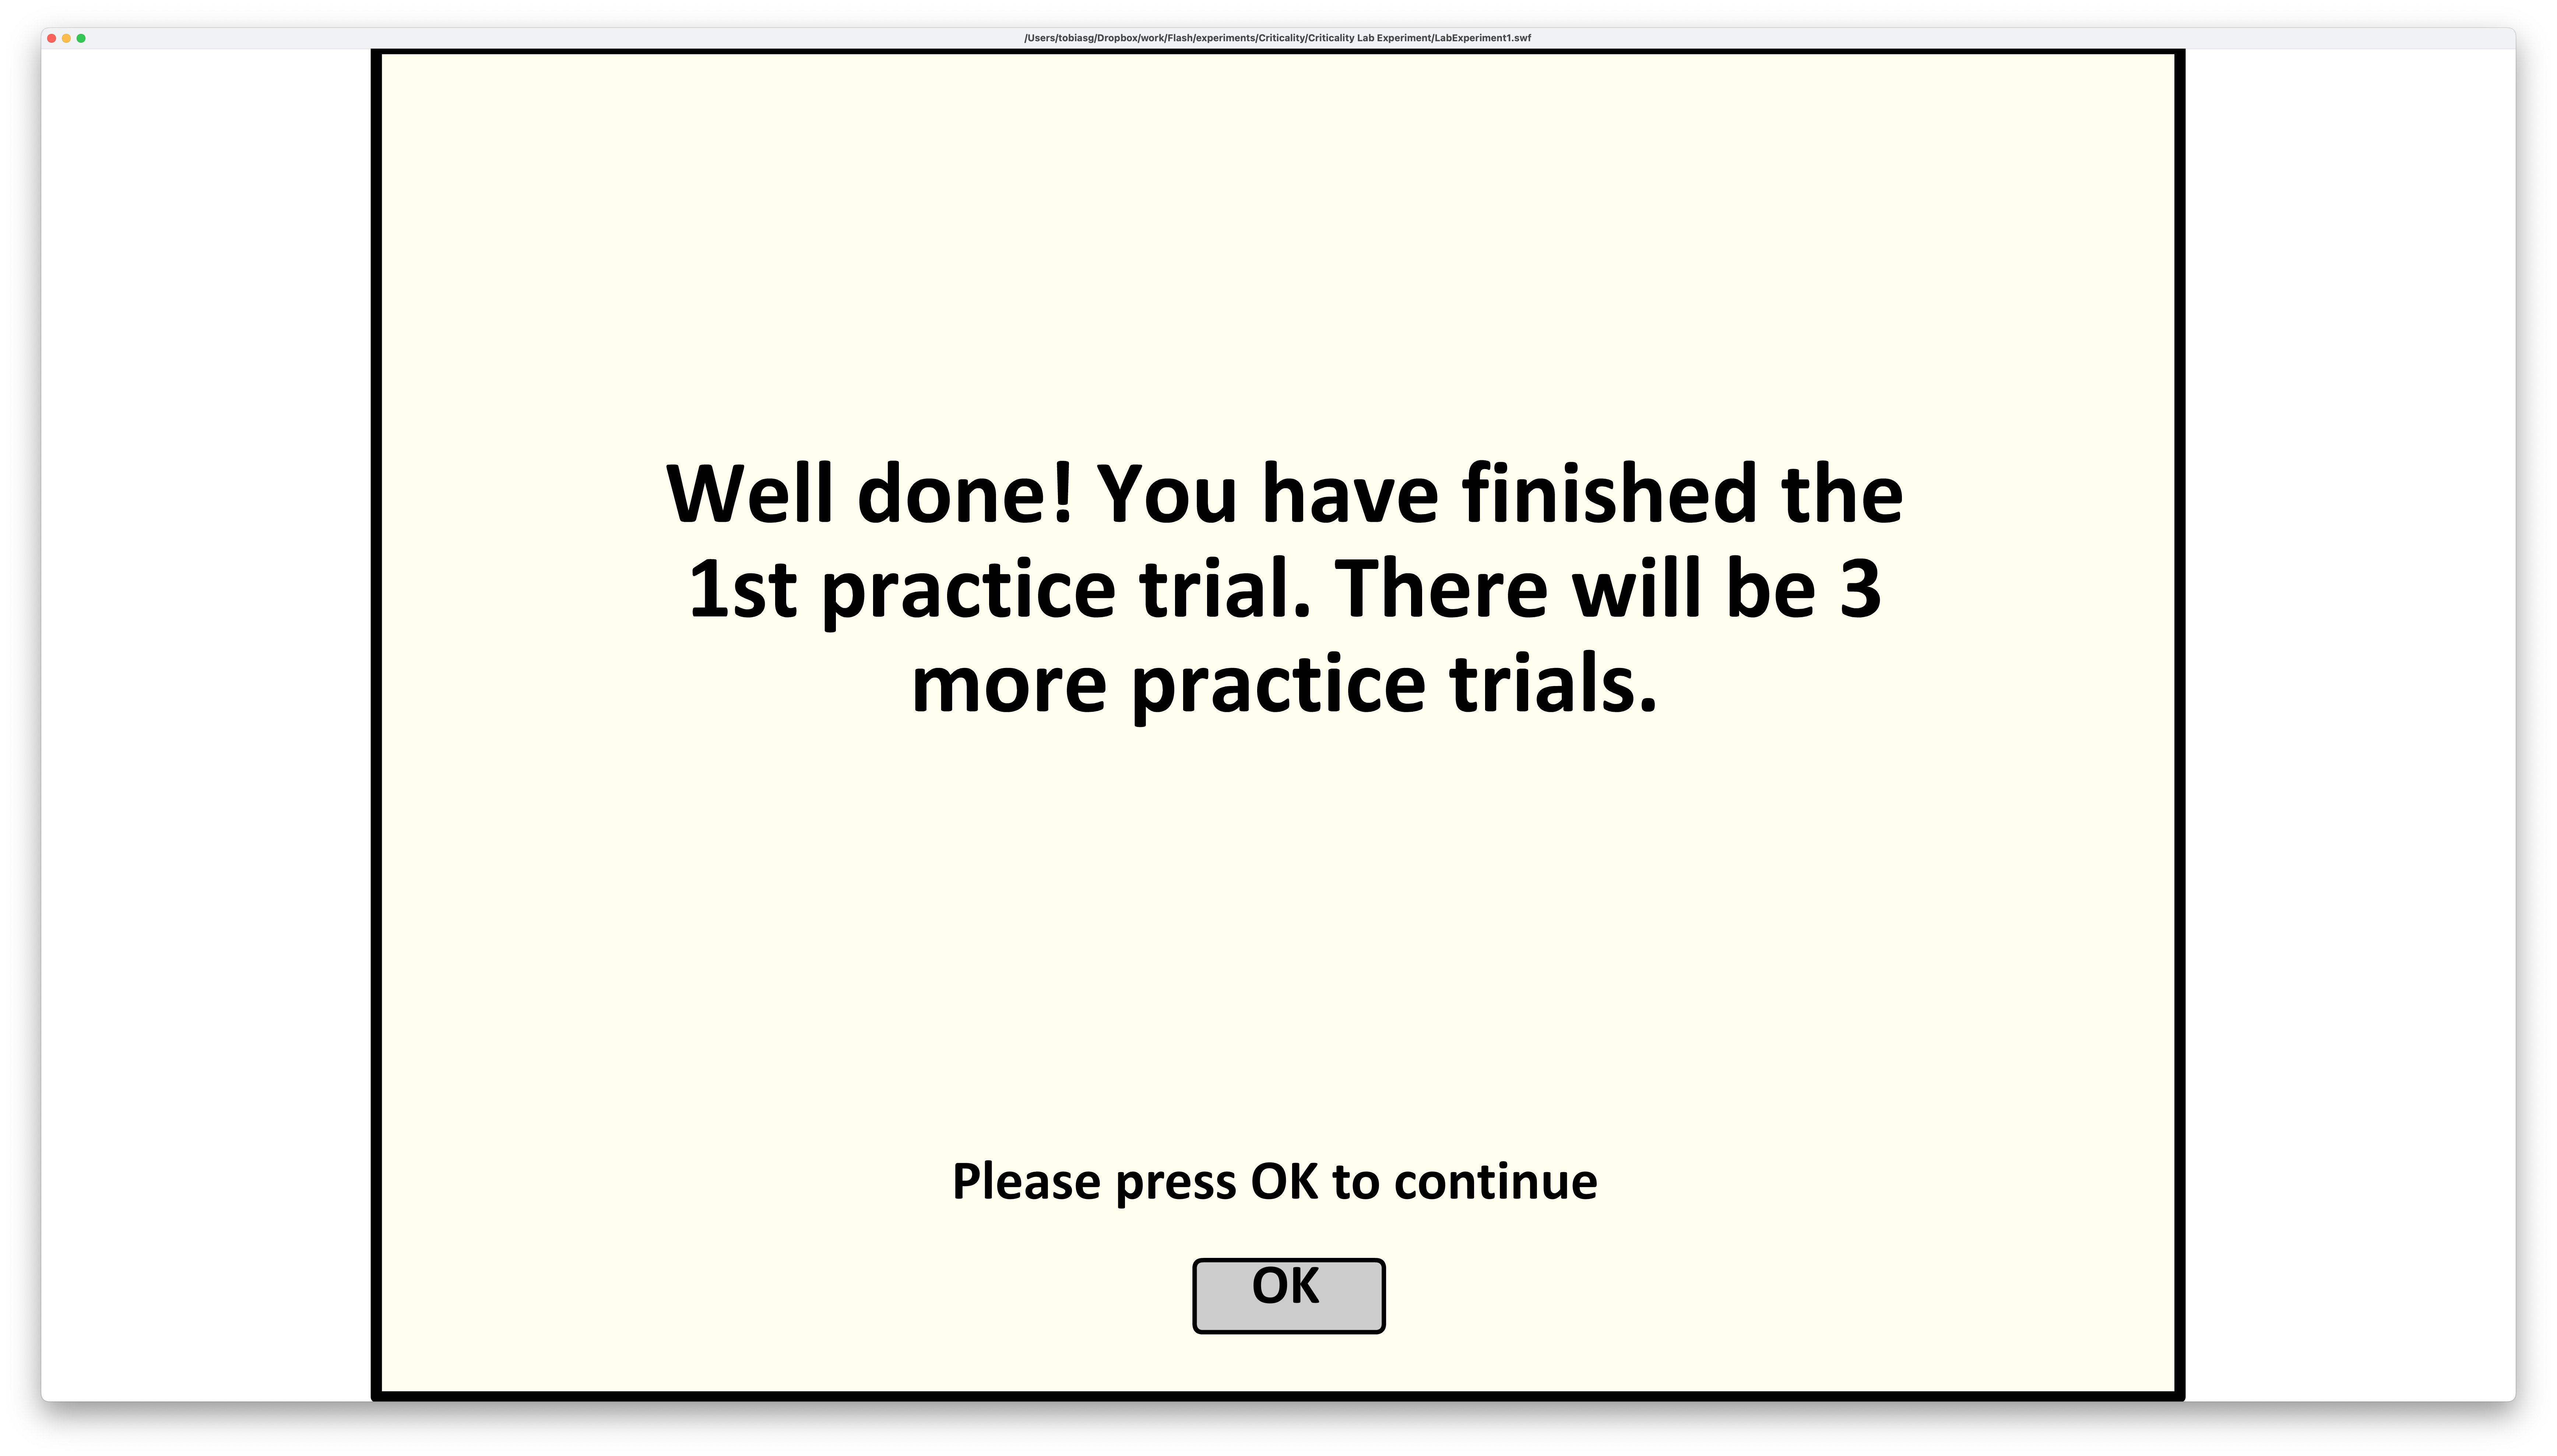 /Users/tobiasg/Dropbox/work/Flash/experiments/Criticality/Criticality Lab Experiment/LabExperiment1.swf
Well done! You have finished the
1st practice trial. There will be 3
more practice trials.
Please press OK to continue
OK